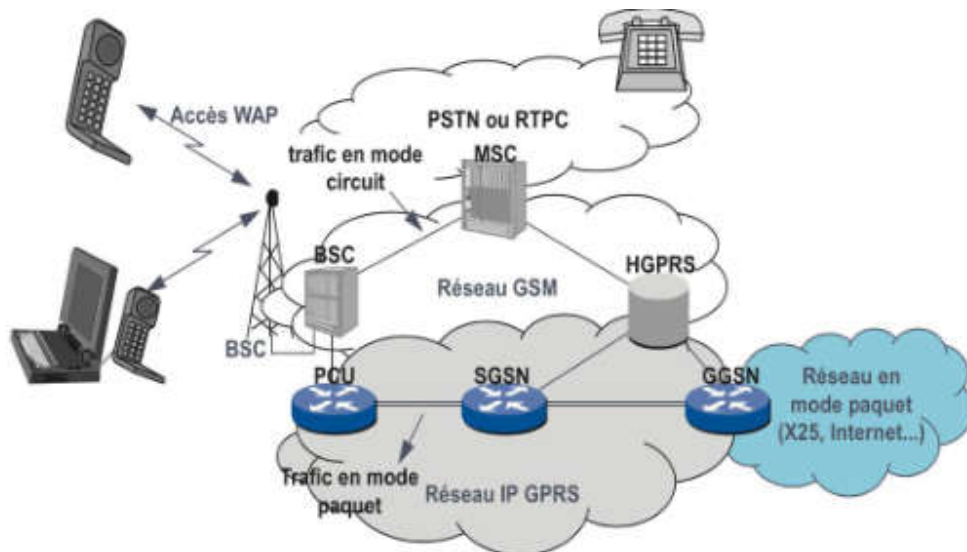 Accès WAP
PSTN ou RTPC
trafic en mode
circuit
MSC
BSC
HGPRS
Réseau GSM
BSC
PCU
SGSN
GGSN
Réseau en
mode paquet
(X25, Internet...)
Trafic en mode
paquet
Réseau IP GPRS